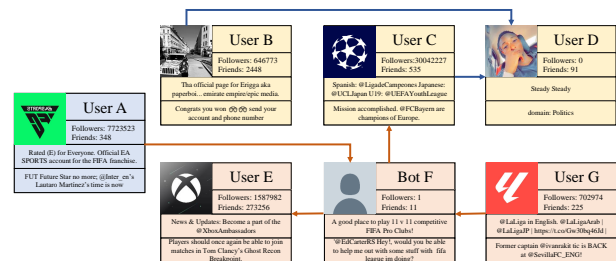 User B
Followers: 646773
Friends: 2448
Tha official page for Erigga aka
paperboi... emirate empire/epic media.
Congrats you won send your
account and phone number
User C
Followers:30042227
Friends: 535
Spanish: @LigadeCampeones Japanese:
@UCLJapan U19: @UEFAYouthLeague
Mission accomplished. @FCBayern are
champions of Europe.
User D
Followers: 0
Friends: 91
Steady Steady
domain: Politics
User A
Followers: 7723523
Friends: 348
Rated (E) for Everyone. Official EA
SPORTS account for the FIFA franchise.
FUT Future Star no more; @Inter_en's
Lautaro Martinez's time is now
User E
Followers: 1587982
Friends: 273256
News & Updates: Become a part of the
@XboxAmbassadors
Players should once again be able to join
matches in Tom Clancy's Ghost Recon
Breakpoint.
Bot F
Followers: 1
Friends: 11
A good place to play 11 v 11 competitive
FIFA Pro Clubs!
@EdCarterRS Hey!, would you be able
to help me out with some stuff with fifa
league im doing?
User G
Followers: 702974
Friends: 225
@LaLiga in English. @LaLigaArab |
@LaLigaJP | https://t.co/Gw30bq46Jd |
Former captain @ivanrakit tic is BACK
at @SevillaFC_ENG!